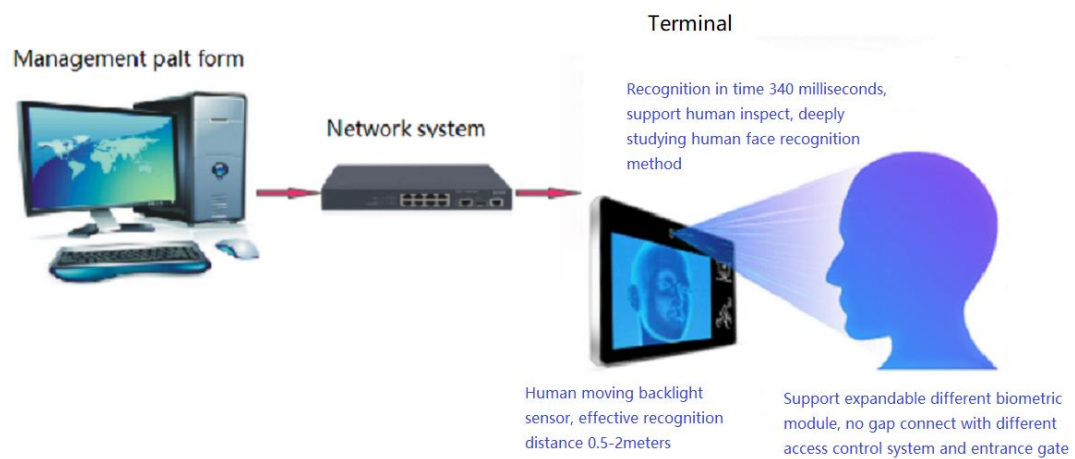 Terminal
Management palt form
Recognition in time 340 milliseconds,
support human inspect, deeply
studying human face recognition
method
Network system
Human moving backlight
sensor, effective recognition
distance 0.5-2meters
Support expandable different biometric
module, no gap connect with different
access control system and entrance gate